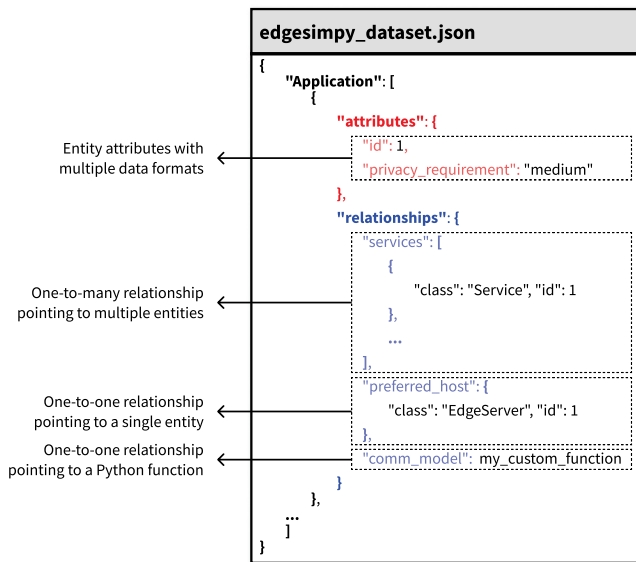 edgesimpy_dataset.json
{
"Application": [
{
"attributes": {
Entity attributes with
multiple data formats
"id": 1,
"privacy_requirement": "medium"
},
"relationships": {
One-to-many relationship
pointing to multiple entities
"services": [
{
"class": "Service", "id": 1
},
...
],
One-to-one relationship
pointing to a single entity
"preferred_host": {
"class": "EdgeServer", "id": 1
},
One-to-one relationship
pointing to a Python function
"comm_model": my_custom_function
}
},
...
]
}